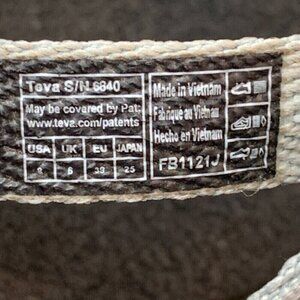 Teva S/N 6840
May be covered by Pat:
www.teva.com/patents
USA UK EU JAPAN
8 6 39 25
Made in Vietnam
Fabriqué au Vietnam
Hecho en Vietnam
FB1121J